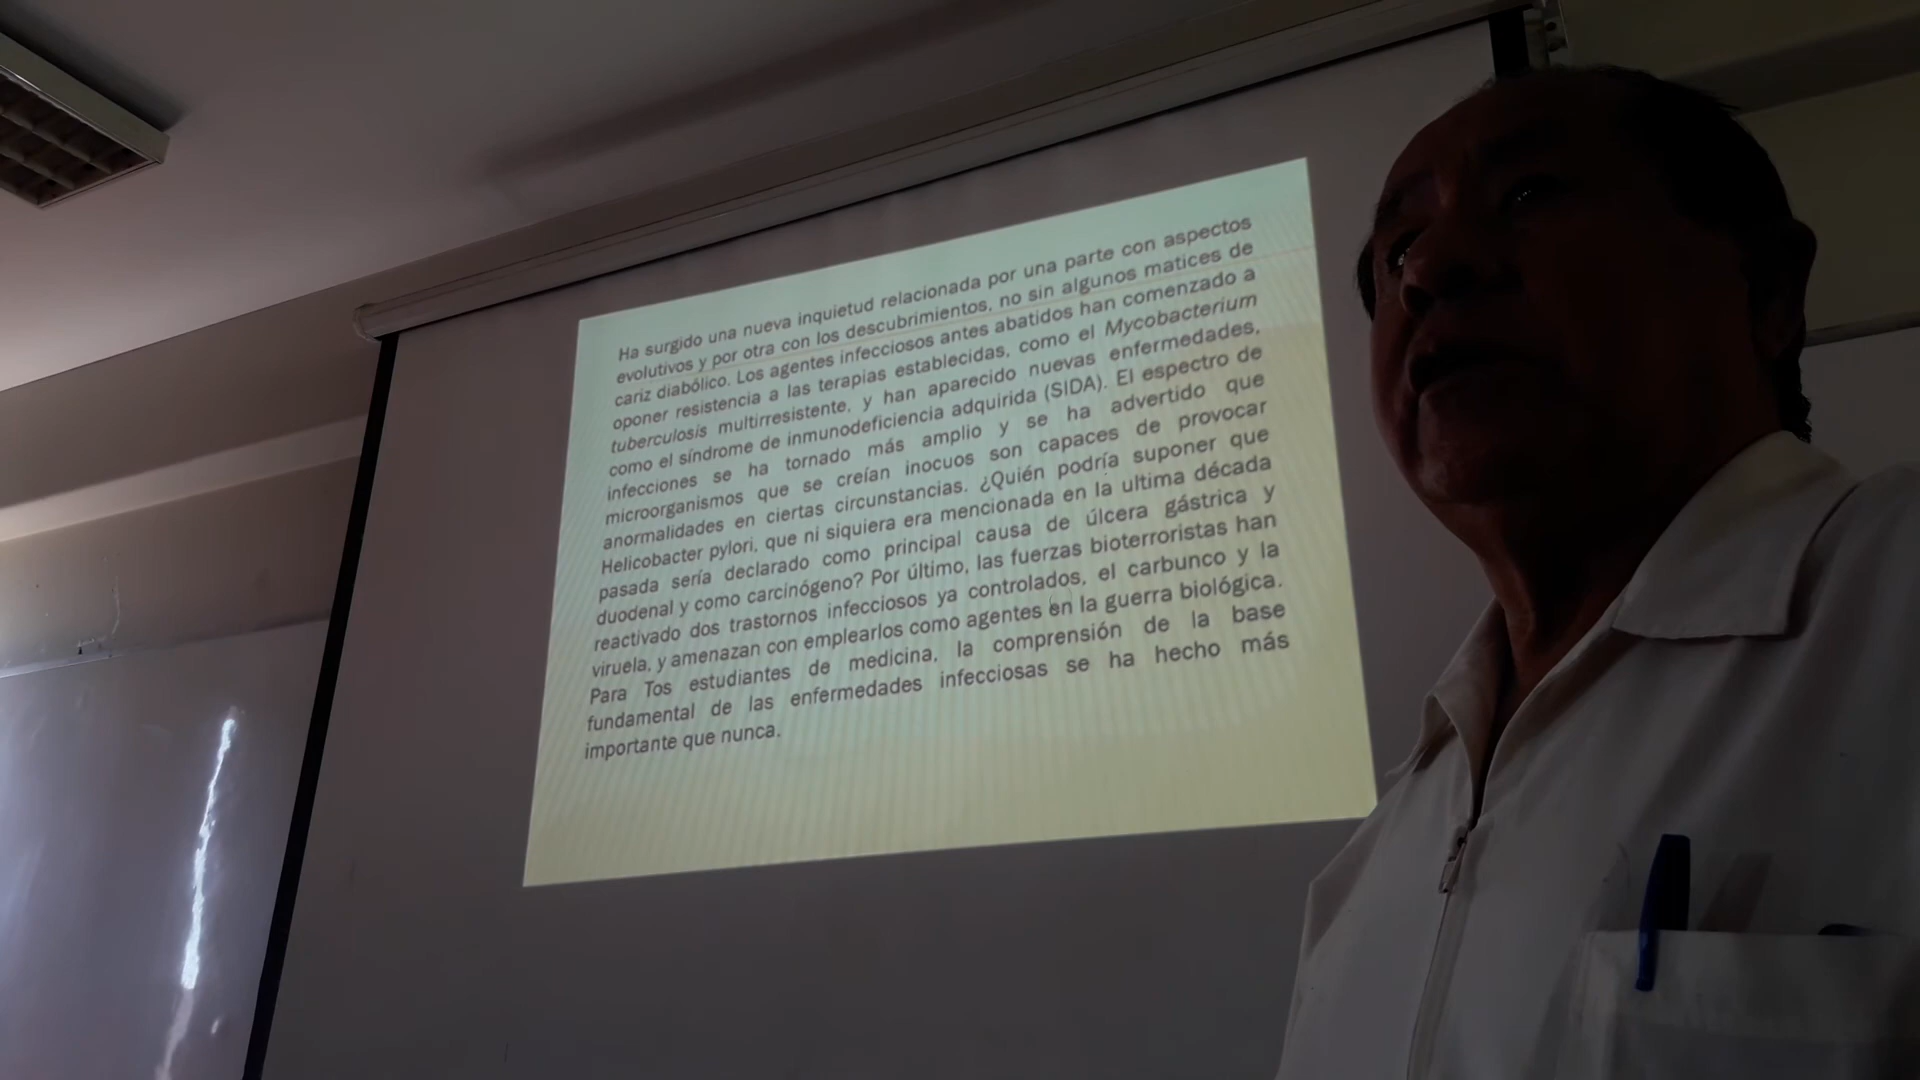 Ha surgido una nueva inquietud relacionada por una parte con aspectos
evolutivos y por otra con los descubrimientos, no sin algunos matices de
cariz diabólico. Los agentes infecciosos antes abatidos han comenzado a
oponer resistencia a las terapias establecidas, como el Mycobacterium
tuberculosis multirresistente, y han aparecido nuevas enfermedades,
como el síndrome de inmunodeficiencia adquirida (SIDA). El espectro de
infecciones se ha tornado más amplio y se ha advertido que
microorganismos que se creían inocuos son capaces de provocar
anormalidades en ciertas circunstancias. ¿Quién podría suponer que
Helicobacter pylori, que ni siquiera era mencionada en la ultima década
pasada sería declarado como principal causa de úlcera gástrica y
duodenal y como carcinógeno? Por último, las fuerzas bioterroristas han
reactivado dos trastornos infecciosos ya controlados, el carbunco y la
viruela, y amenazan con emplearlos como agentes en la guerra biológica.
Para Tos estudiantes de medicina, la comprensión de la base
fundamental de las enfermedades infecciosas se ha hecho más
importante que nunca.